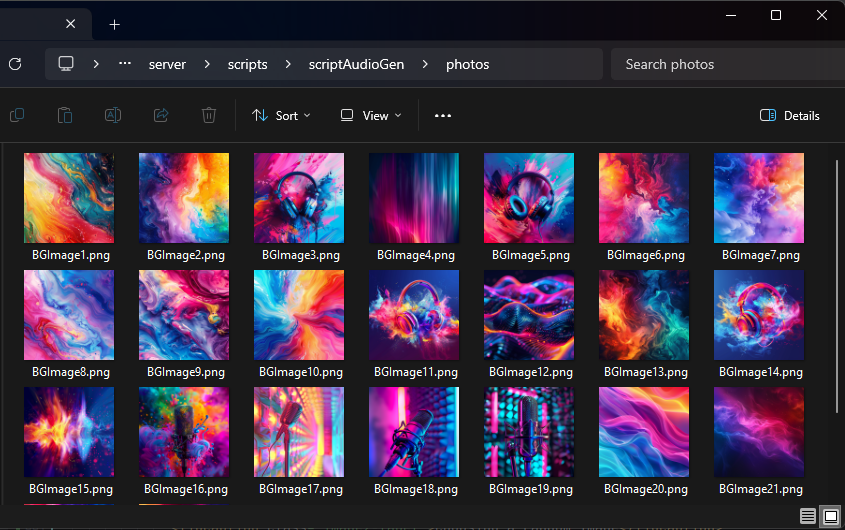 server scripts scriptAudioGen photos Search photos
Sort View Details
BGImage1.png BGImage2.png BGImage3.png BGImage4.png BGImage5.png BGImage6.png BGImage7.png
BGImage8.png BGImage9.png BGImage10.png BGImage11.png BGImage12.png BGImage13.png BGImage14.png
BGImage15.png BGImage16.png BGImage17.png BGImage18.png BGImage19.png BGImage20.png BGImage21.png